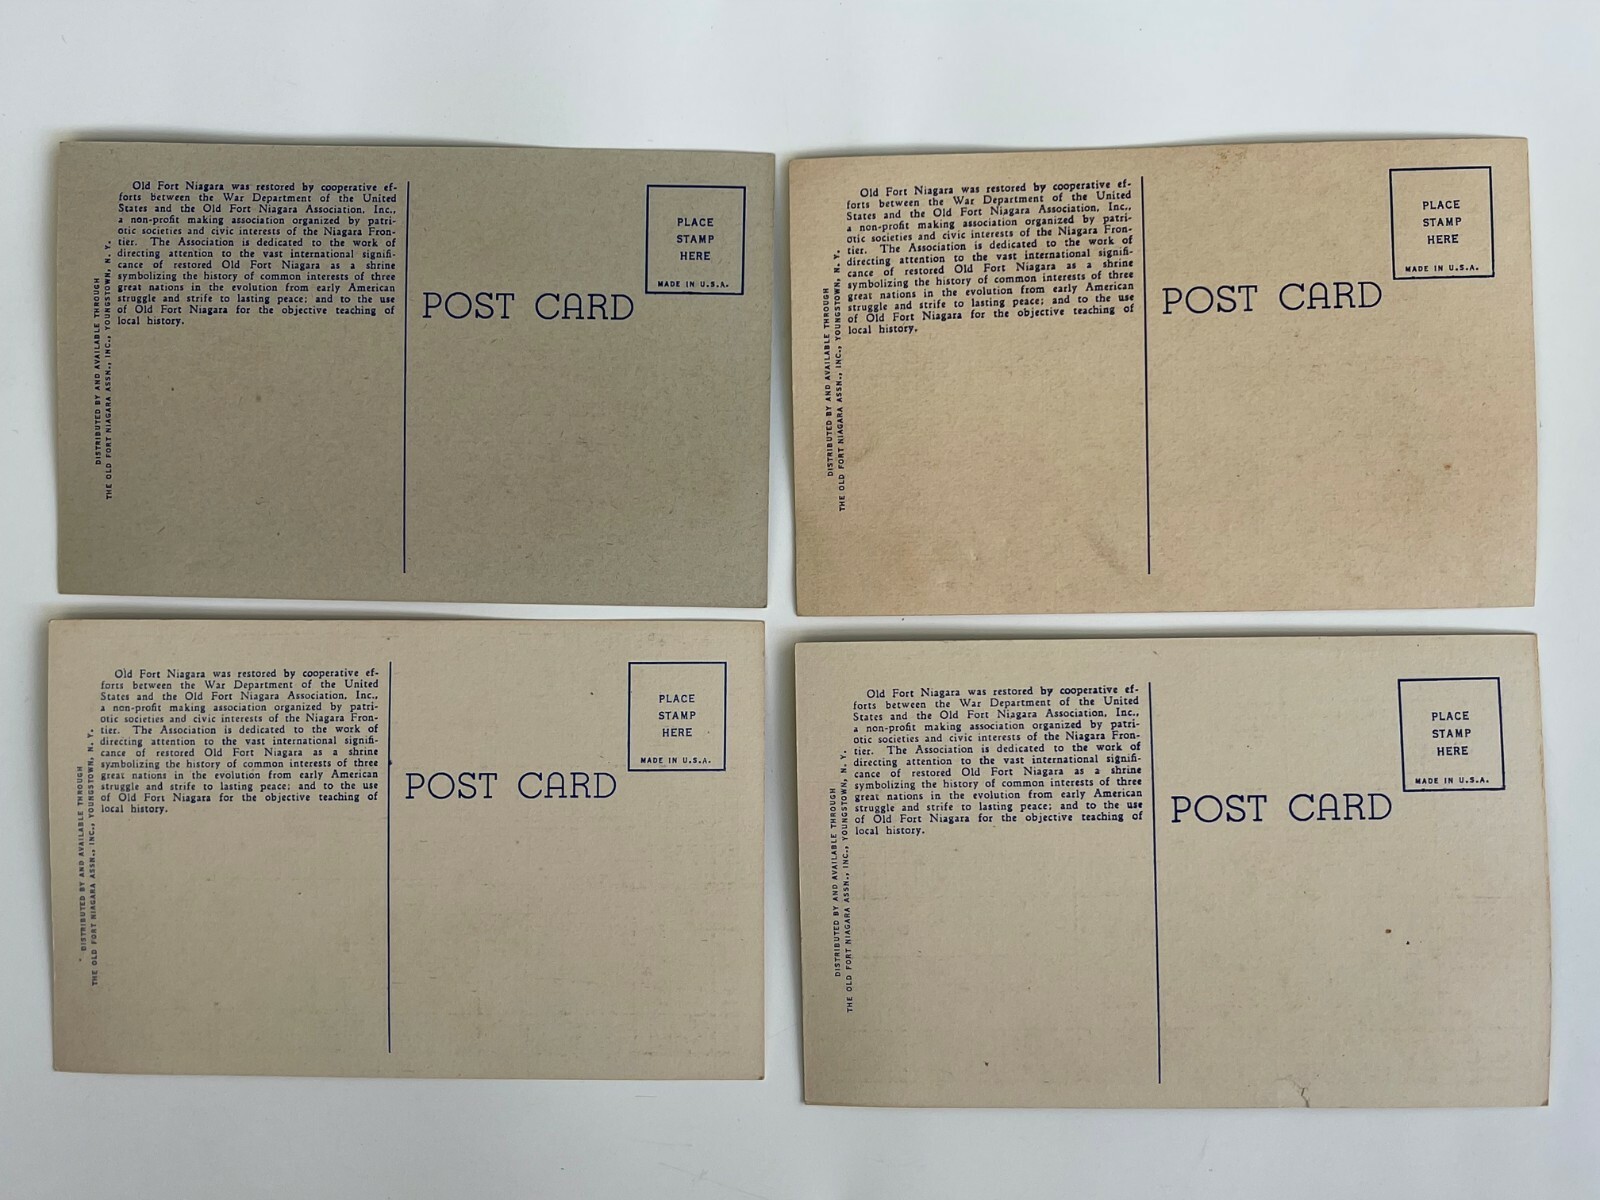 Old Fort Niagara was restored by cooperative ef-
forts between the War Department of the United
States and the Old Fort Niagara Association, Inc.,
a non-profit making association organized by patri-
otic societies and civic interests of the Niagara Fron-
tier. The Association is dedicated to the work of
directing attention to the vast international signifi-
cance of restored Old Fort Niagara as a shrine
symbolizing the history of common interests of three
great nations in the evolution from early American
struggle and strife to lasting peace; and to the use
of Old Fort Niagara for the objective teaching of
local history.
DISTRIBUTED BY AND AVAILABLE THROUGH
THE OLD FORT NIAGARA ASSN., INC., YOUNGSTOWN, N. Y.
POST CARD
PLACE
STAMP
HERE
MADE IN U.S.A.
Old Fort Niagara was restored by cooperative ef-
forts between the War Department of the United
States and the Old Fort Niagara Association, Inc.,
a non-profit making association organized by patri-
otic societies and civic interests of the Niagara Fron-
tier. The Association is dedicated to the work of
directing attention to the vast international signifi-
cance of restored Old Fort Niagara as a shrine
symbolizing the history of common interests of three
great nations in the evolution from early American
struggle and strife to lasting peace; and to the use
of Old Fort Niagara for the objective teaching of
local history.
DISTRIBUTED BY AND AVAILABLE THROUGH
THE OLD FORT NIAGARA ASSN., INC., YOUNGSTOWN, N. Y.
POST CARD
PLACE
STAMP
HERE
MADE IN U.S.A.
Old Fort Niagara was restored by cooperative ef-
forts between the War Department of the United
States and the Old Fort Niagara Association, Inc.,
a non-profit making association organized by patri-
otic societies and civic interests of the Niagara Fron-
tier. The Association is dedicated to the work of
directing attention to the vast international signifi-
cance of restored Old Fort Niagara as a shrine
symbolizing the history of common interests of three
great nations in the evolution from early American
struggle and strife to lasting peace; and to the use
of Old Fort Niagara for the objective teaching of
local history.
DISTRIBUTED BY AND AVAILABLE THROUGH
THE OLD FORT NIAGARA ASSN., INC., YOUNGSTOWN, N. Y.
POST CARD
PLACE
STAMP
HERE
MADE IN U.S.A.
Old Fort Niagara was restored by cooperative ef-
forts between the War Department of the United
States and the Old Fort Niagara Association, Inc.,
a non-profit making association organized by patri-
otic societies and civic interests of the Niagara Fron-
tier. The Association is dedicated to the work of
directing attention to the vast international signifi-
cance of restored Old Fort Niagara as a shrine
symbolizing the history of common interests of three
great nations in the evolution from early American
struggle and strife to lasting peace; and to the use
of Old Fort Niagara for the objective teaching of
local history.
DISTRIBUTED BY AND AVAILABLE THROUGH
THE OLD FORT NIAGARA ASSN., INC., YOUNGSTOWN, N. Y.
POST CARD
PLACE
STAMP
HERE
MADE IN U.S.A.